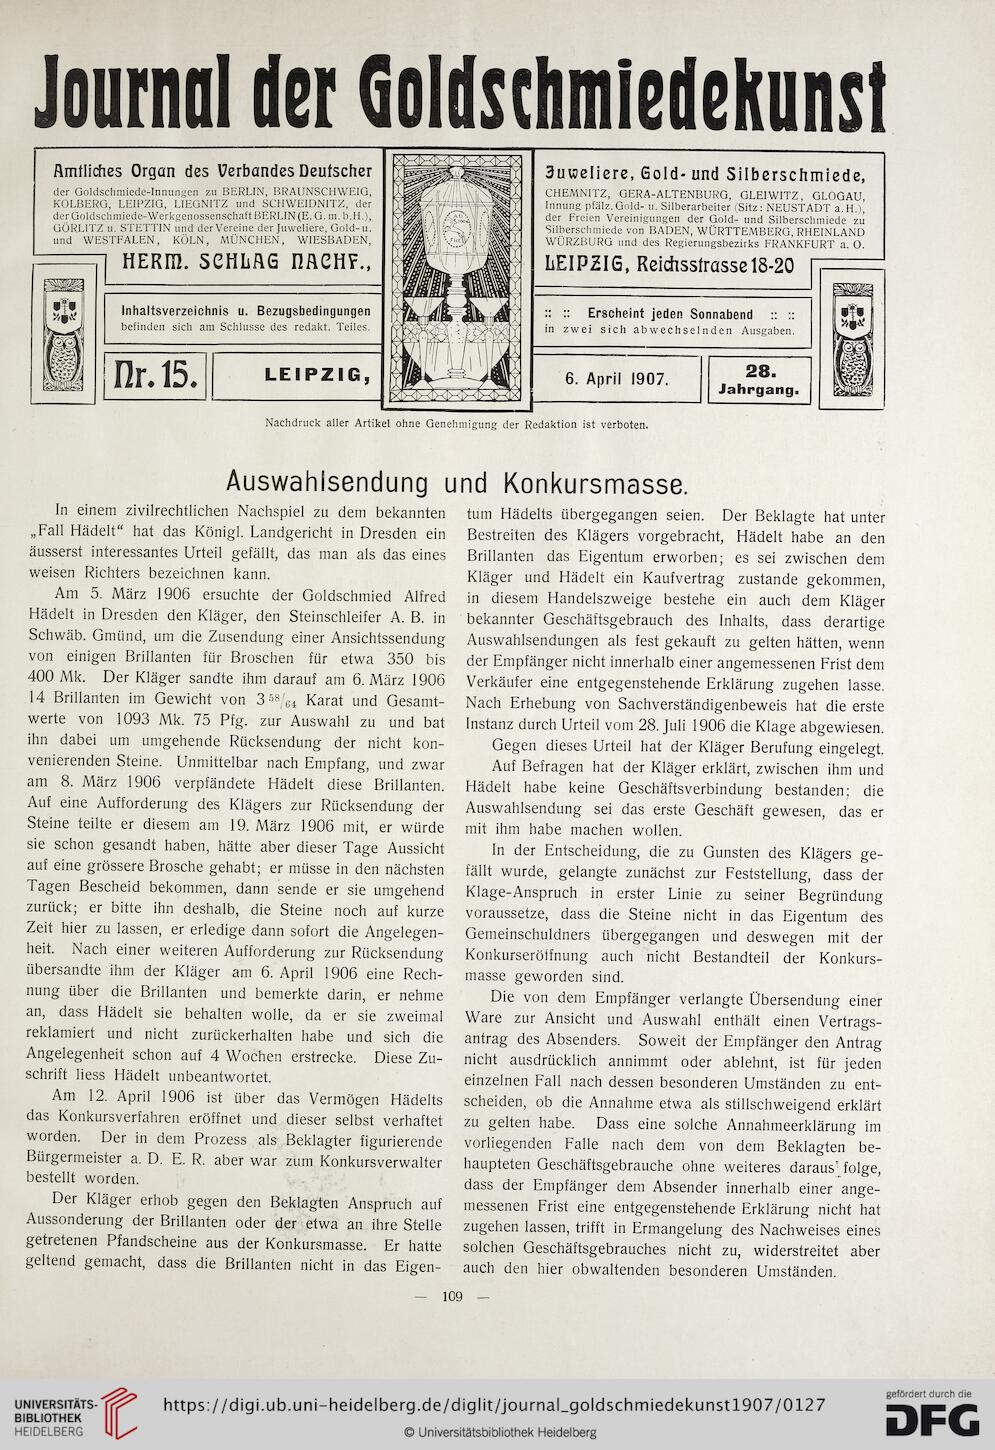 Journal der Goldschmiedekunst
Amtliches Organ des Verbandes Deutscher
der Goldschmiede-Innungen zu BERLIN, BRAUNSCHWEIG,
KOLBERG, LEIPZIG, LIEGNITZ und SCHWEIDNITZ, der
der Goldschmiede-Werkgenossenschaft BERLIN (E. G. m. b. H.),
GÖRLITZ u. STETTIN und der Vereine der Juweliere, Gold- u.
und WESTFALEN, KÖLN, MÜNCHEN, WIESBADEN,
HERM. SCHLAG NACHF.,
Juweliere, Gold- und Silberschmiede,
CHEMNITZ, GERA-ALTENBURG, GLEIWITZ, GLOGAU,
Innung pfälz. Gold- u. Silberarbeiter (Sitz: NEUSTADT a. H.),
der Freien Vereinigungen der Gold- und Silberschmiede zu
Silberschmiede von BADEN, WÜRTTEMBERG, RHEINLAND
WÜRZBURG und des Regierungsbezirks FRANKFURT a. O.
LEIPZIG, Reichsstrasse 18-20
Inhaltsverzeichnis u. Bezugsbedingungen
befinden sich am Schlusse des redakt. Teiles.
:: :: Erscheint jeden Sonnabend :: ::
in zwei sich abwechselnden Ausgaben.
Nr. 15.
LEIPZIG,
6. April 1907.
28.
Jahrgang.
Nachdruck aller Artikel ohne Genehmigung der Redaktion ist verboten.
Auswahlsendung und Konkursmasse.
In einem zivilrechtlichen Nachspiel zu dem bekannten
„Fall Hädelt“ hat das Königl. Landgericht in Dresden ein
äusserst interessantes Urteil gefällt, das man als das eines
weisen Richters bezeichnen kann.
Am 5. März 1906 ersuchte der Goldschmied Alfred
Hädelt in Dresden den Kläger, den Steinschleifer A. B. in
Schwäb. Gmünd, um die Zusendung einer Ansichtssendung
von einigen Brillanten für Broschen für etwa 350 bis
400 Mk. Der Kläger sandte ihm darauf am 6. März 1906
14 Brillanten im Gewicht von 3 58/64 Karat und Gesamt-
werte von 1093 Mk. 75 Pfg. zur Auswahl zu und bat
ihn dabei um umgehende Rücksendung der nicht kon-
venierenden Steine. Unmittelbar nach Empfang, und zwar
am 8. März 1906 verpfändete Hädelt diese Brillanten.
Auf eine Aufforderung des Klägers zur Rücksendung der
Steine teilte er diesem am 19. März 1906 mit, er würde
sie schon gesandt haben, hätte aber dieser Tage Aussicht
auf eine grössere Brosche gehabt; er müsse in den nächsten
Tagen Bescheid bekommen, dann sende er sie umgehend
zurück; er bitte ihn deshalb, die Steine noch auf kurze
Zeit hier zu lassen, er erledige dann sofort die Angelegen-
heit. Nach einer weiteren Aufforderung zur Rücksendung
übersandte ihm der Kläger am 6. April 1906 eine Rech-
nung über die Brillanten und bemerkte darin, er nehme
an, dass Hädelt sie behalten wolle, da er sie zweimal
reklamiert und nicht zurückerhalten habe und sich die
Angelegenheit schon auf 4 Wochen erstrecke. Diese Zu-
schrift liess Hädelt unbeantwortet.
Am 12. April 1906 ist über das Vermögen Hädelts
das Konkursverfahren eröffnet und dieser selbst verhaftet
worden. Der in dem Prozess als Beklagter figurierende
Bürgermeister a. D. E. R. aber war zum Konkursverwalter
bestellt worden.
Der Kläger erhob gegen den Beklagten Anspruch auf
Aussonderung der Brillanten oder der etwa an ihre Stelle
getretenen Pfandscheine aus der Konkursmasse. Er hatte
geltend gemacht, dass die Brillanten nicht in das Eigen-
tum Hädelts übergegangen seien. Der Beklagte hat unter
Bestreiten des Klägers vorgebracht, Hädelt habe an den
Brillanten das Eigentum erworben; es sei zwischen dem
Kläger und Hädelt ein Kaufvertrag zustande gekommen,
in diesem Handelszweige bestehe ein auch dem Kläger
bekannter Geschäftsgebrauch des Inhalts, dass derartige
Auswahlsendungen als fest gekauft zu gelten hätten, wenn
der Empfänger nicht innerhalb einer angemessenen Frist dem
Verkäufer eine entgegenstehende Erklärung zugehen lasse.
Nach Erhebung von Sachverständigenbeweis hat die erste
Instanz durch Urteil vom 28. Juli 1906 die Klage abgewiesen.
Gegen dieses Urteil hat der Kläger Berufung eingelegt.
Auf Befragen hat der Kläger erklärt, zwischen ihm und
Hädelt habe keine Geschäftsverbindung bestanden; die
Auswahlsendung sei das erste Geschäft gewesen, das er
mit ihm habe machen wollen.
In der Entscheidung, die zu Gunsten des Klägers ge-
fällt wurde, gelangte zunächst zur Feststellung, dass der
Klage-Anspruch in erster Linie zu seiner Begründung
voraussetze, dass die Steine nicht in das Eigentum des
Gemeinschuldners übergegangen und deswegen mit der
Konkurseröffnung auch nicht Bestandteil der Konkurs-
masse geworden sind.
Die von dem Empfänger verlangte Übersendung einer
Ware zur Ansicht und Auswahl enthält einen Vertrags-
antrag des Absenders. Soweit der Empfänger den Antrag
nicht ausdrücklich annimmt oder ablehnt, ist für jeden
einzelnen Fall nach dessen besonderen Umständen zu ent-
scheiden, ob die Annahme etwa als stillschweigend erklärt
zu gelten habe. Dass eine solche Annahmeerklärung im
vorliegenden Falle nach dem von dem Beklagten be-
haupteten Geschäftsgebrauche ohne weiteres daraus folge,
dass der Empfänger dem Absender innerhalb einer ange-
messenen Frist eine entgegenstehende Erklärung nicht hat
zugehen lassen, trifft in Ermangelung des Nachweises eines
solchen Geschäftsgebrauches nicht zu, widerstreitet aber
auch den hier obwaltenden besonderen Umständen.
— 109 —
UNIVERSITÄTS-
BIBLIOTHEK
HEIDELBERG
https://digi.ub.uni-heidelberg.de/diglit/journal_goldschmiedekunst1907/0127
© Universitätsbibliothek Heidelberg
gefördert durch die
DFG